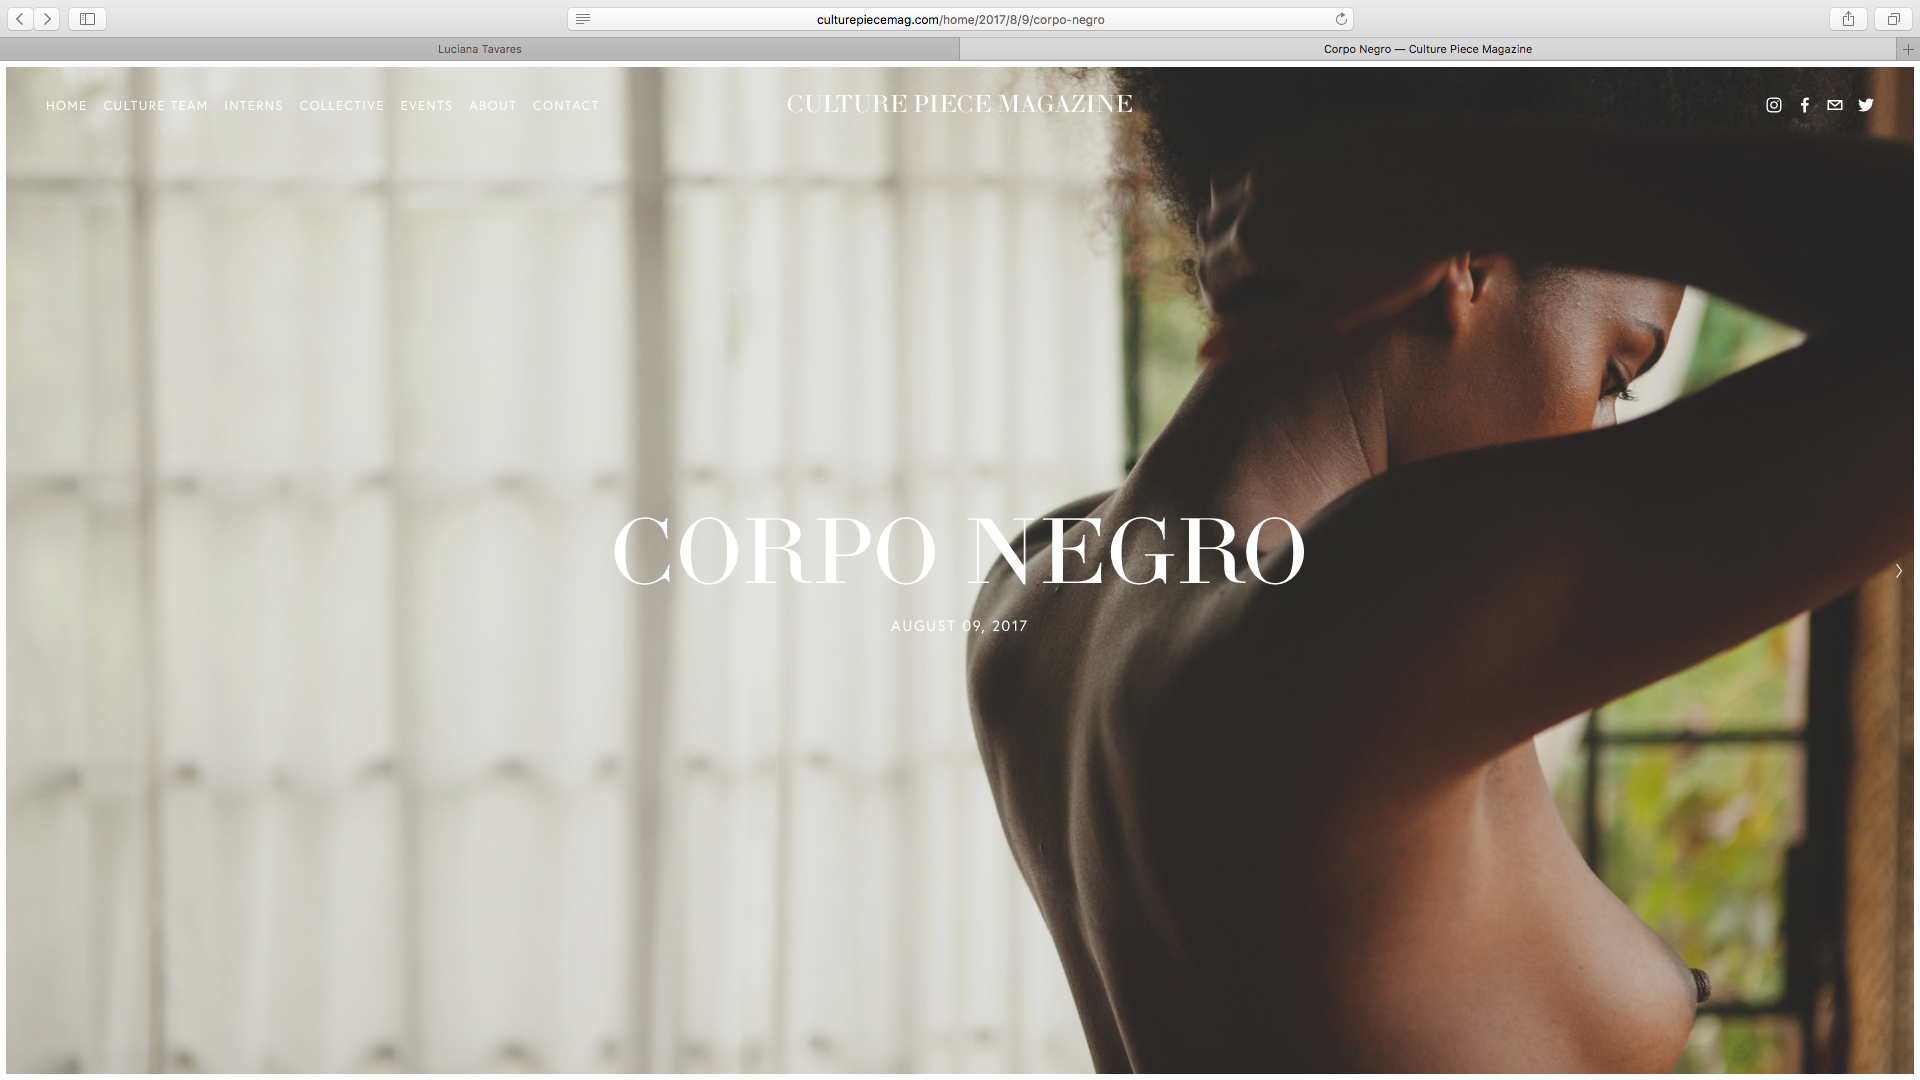 culturepiecemag.com/home/2017/8/9/corpo-negro
Luciana Tavares
Corpo Negro — Culture Piece Magazine
HOME CULTURE TEAM INTERNS COLLECTIVE EVENTS ABOUT CONTACT
CULTURE PIECE MAGAZINE
CORPO NEGRO
AUGUST 09, 2017